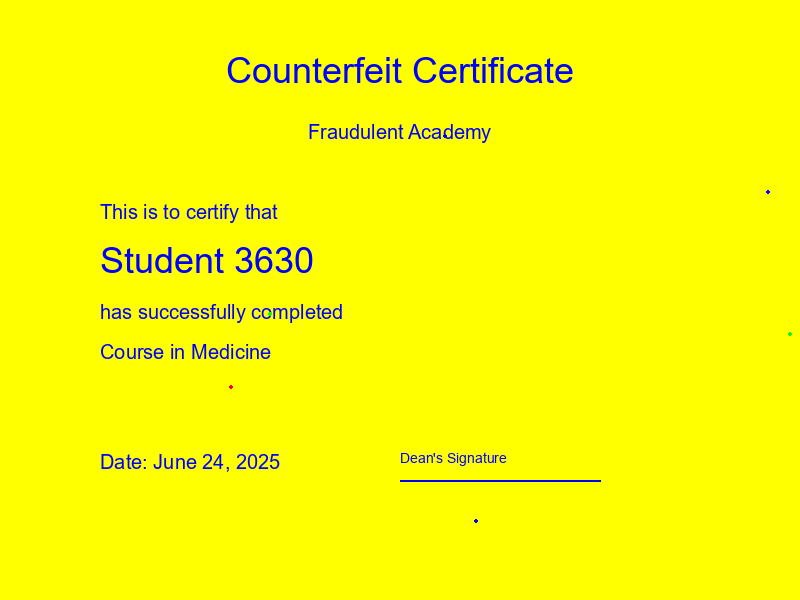 Counterfeit Certificate
Fraudulent Academy
This is to certify that
Student 3630
has successfully completed
Course in Medicine
Date: June 24, 2025
Dean's Signature